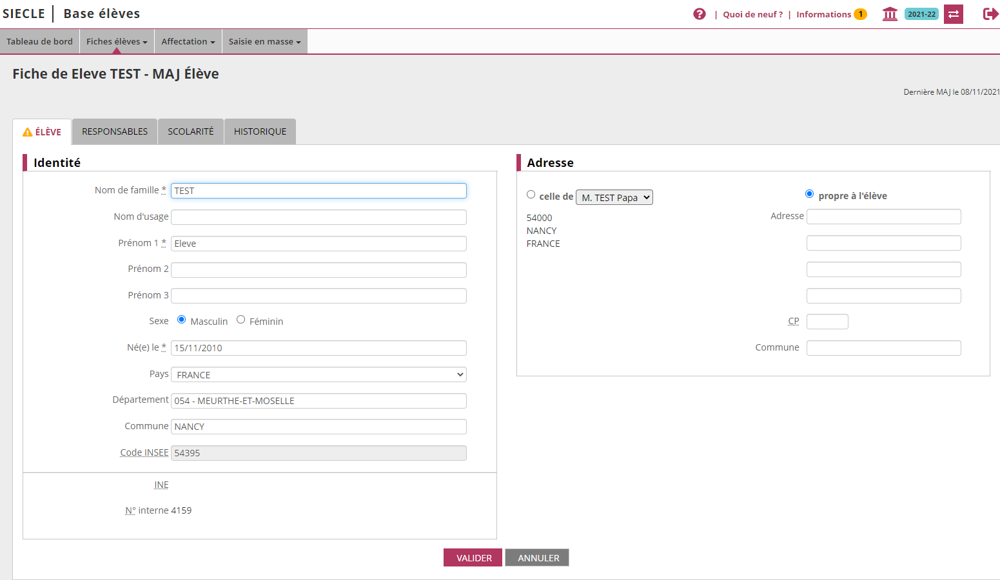 SIECLE | Base élèves
? | Quoi de neuf ? | Informations 1 2021-22
Tableau de bord Fiches élèves Affectation Saisie en masse
Fiche de Eleve TEST - MAJ Élève
Dernière MAJ le 08/11/2021
ÉLÈVE RESPONSABLES SCOLARITÉ HISTORIQUE
Identité
Nom de famille * TEST
Nom d'usage
Prénom 1 * Eleve
Prénom 2
Prénom 3
Sexe Masculin Féminin
Né(e) le * 15/11/2010
Pays FRANCE
Département 054 - MEURTHE-ET-MOSELLE
Commune NANCY
Code INSEE 54395
INE
N° interne 4159
Adresse
celle de M. TEST Papa
54000
NANCY
FRANCE
propre à l'élève
Adresse
CP
Commune
VALIDER ANNULER